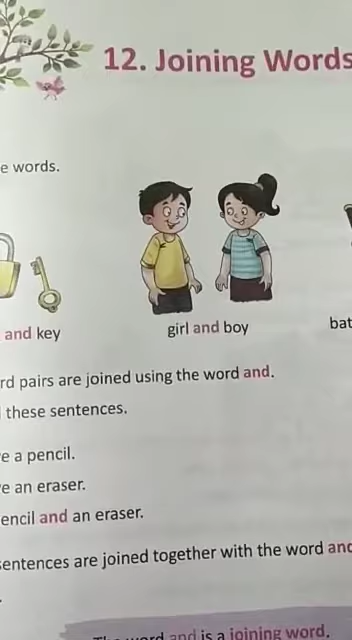 12. Joining Words
e words.
and key
girl and boy
bat
rd pairs are joined using the word and.
these sentences.
e a pencil.
e an eraser.
encil and an eraser.
sentences are joined together with the word and
The word and is a joining word.